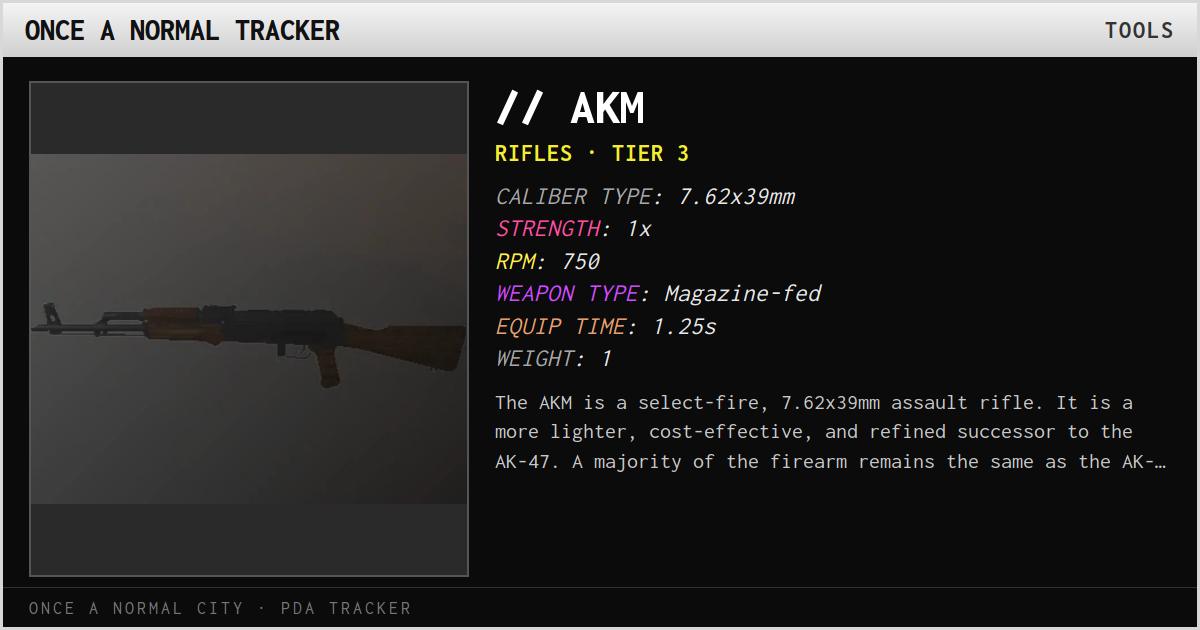 ONCE A NORMAL TRACKER
TOOLS
// AKM
RIFLES · TIER 3
CALIBER TYPE: 7.62x39mm
STRENGTH: 1x
RPM: 750
WEAPON TYPE: Magazine-fed
EQUIP TIME: 1.25s
WEIGHT: 1
The AKM is a select-fire, 7.62x39mm assault rifle. It is a
more lighter, cost-effective, and refined successor to the
AK-47. A majority of the firearm remains the same as the AK-…
ONCE A NORMAL CITY · PDA TRACKER